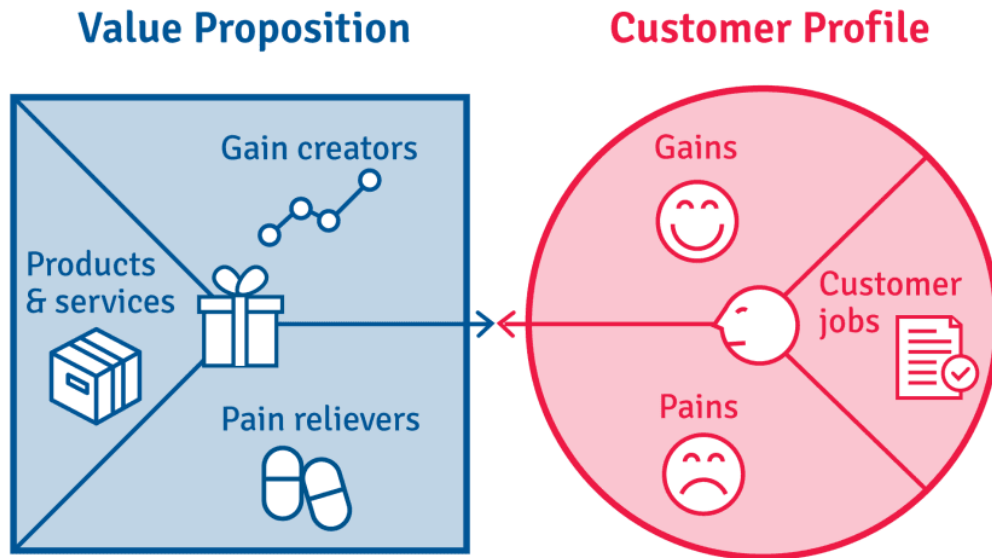 Value Proposition
Gain creators
Products
& services
Pain relievers
Customer Profile
Gains
Customer
jobs
Pains